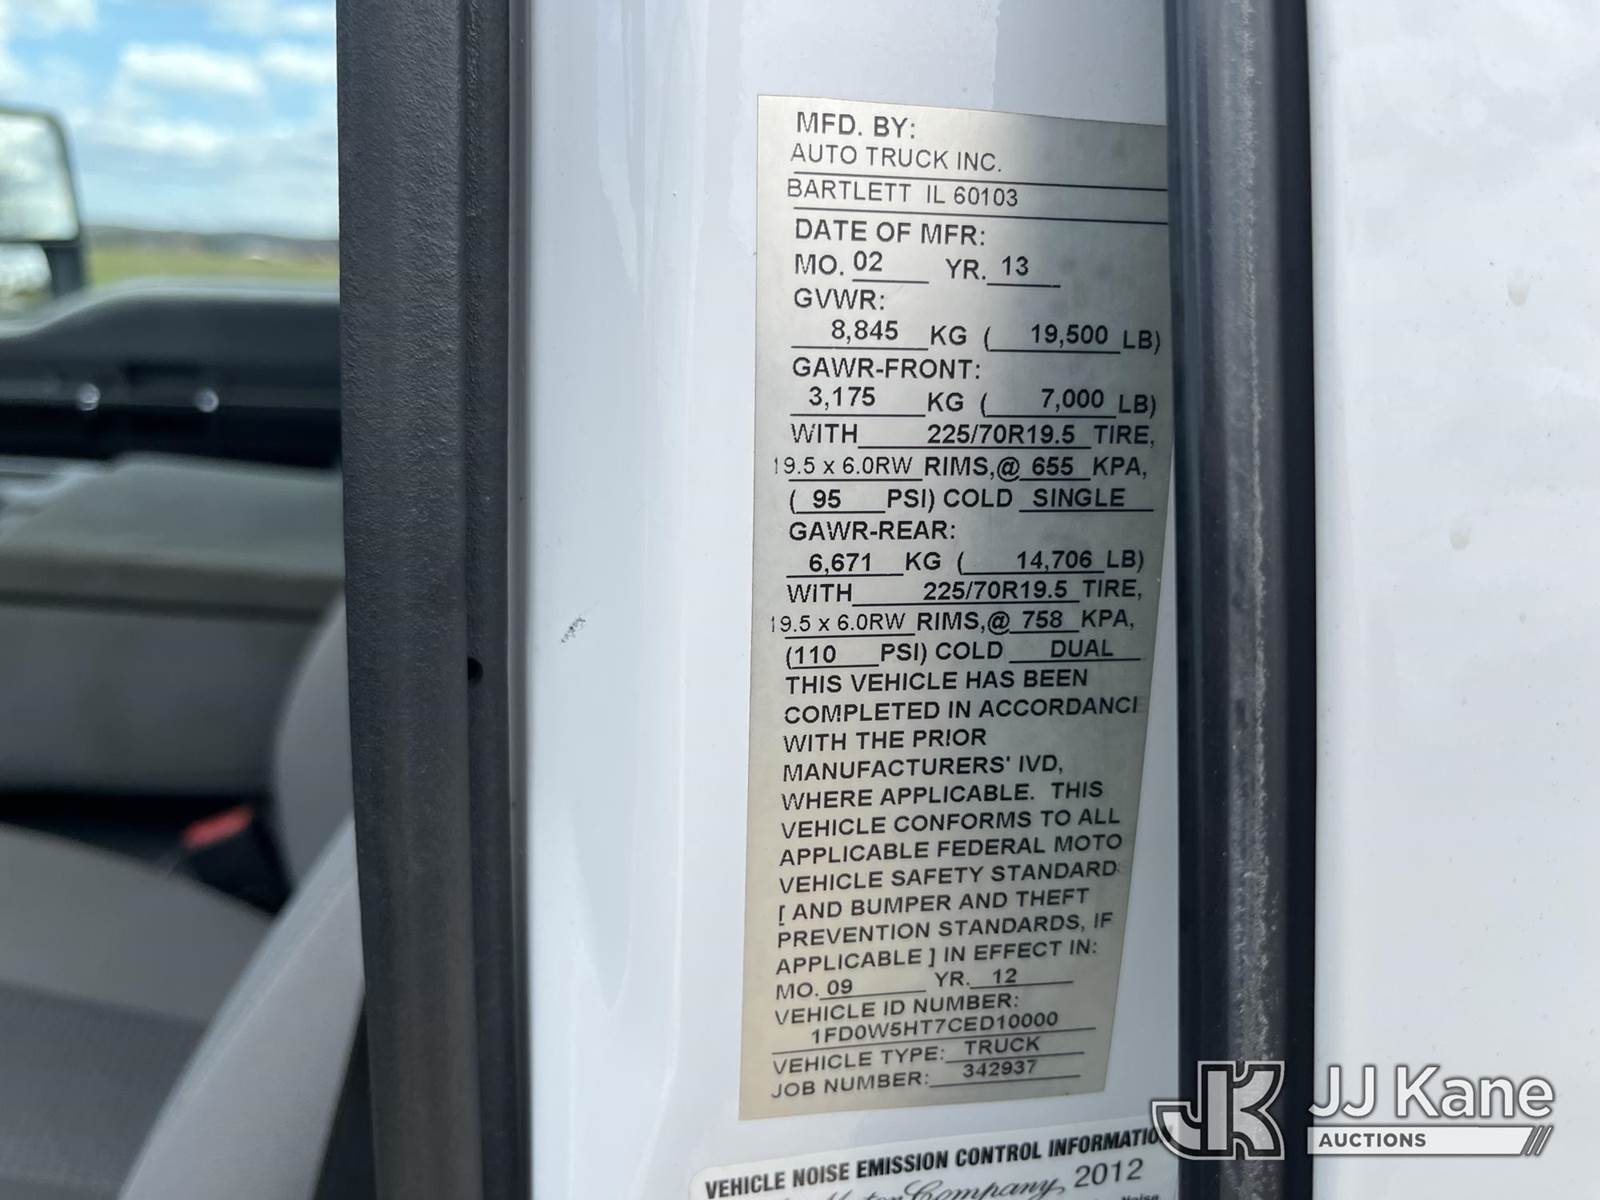 MFD. BY:
AUTO TRUCK INC.
BARTLETT IL 60103
DATE OF MFR:
MO. 02 YR. 13
GVWR:
8,845 KG ( 19,500 LB)
GAWR-FRONT:
3,175 KG ( 7,000 LB)
WITH 225/70R19.5 TIRE,
19.5 x 6.0RW RIMS,@ 655 KPA,
( 95 PSI) COLD SINGLE
GAWR-REAR:
6,671 KG ( 14,706 LB)
WITH 225/70R19.5 TIRE,
19.5 x 6.0RW RIMS,@ 758 KPA,
(110 PSI) COLD DUAL
THIS VEHICLE HAS BEEN
COMPLETED IN ACCORDANC
WITH THE PRIOR
MANUFACTURERS' IVD,
WHERE APPLICABLE. THIS
VEHICLE CONFORMS TO ALL
APPLICABLE FEDERAL MOTO
VEHICLE SAFETY STANDARD
[ AND BUMPER AND THEFT
PREVENTION STANDARDS, IF
APPLICABLE ] IN EFFECT IN:
MO. 09 YR. 12
VEHICLE ID NUMBER:
1FD0W5HT7CED10000
VEHICLE TYPE: TRUCK
JOB NUMBER: 342937
VEHICLE NOISE EMISSION CONTROL INFORMATIO
Motor Company, 2012
Noise
JK JJ Kane
AUCTIONS